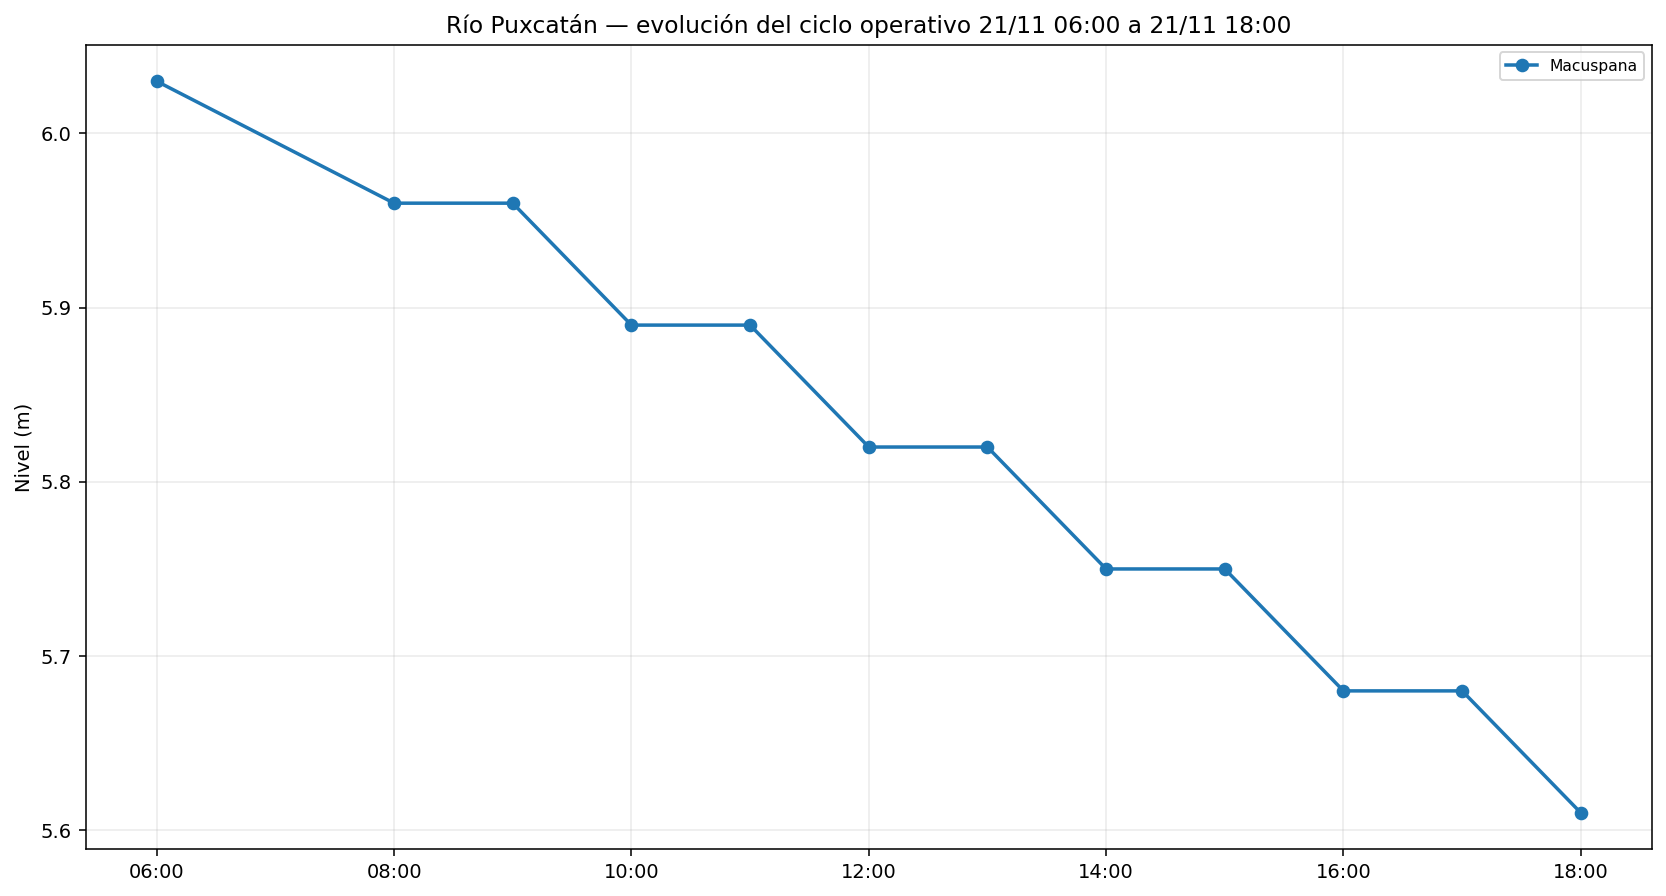 Río Puxcatán — evolución del ciclo operativo 21/11 06:00 a 21/11 18:00
Macuspana
Nivel (m)
6.0
5.9
5.8
5.7
5.6
06:00 08:00 10:00 12:00 14:00 16:00 18:00